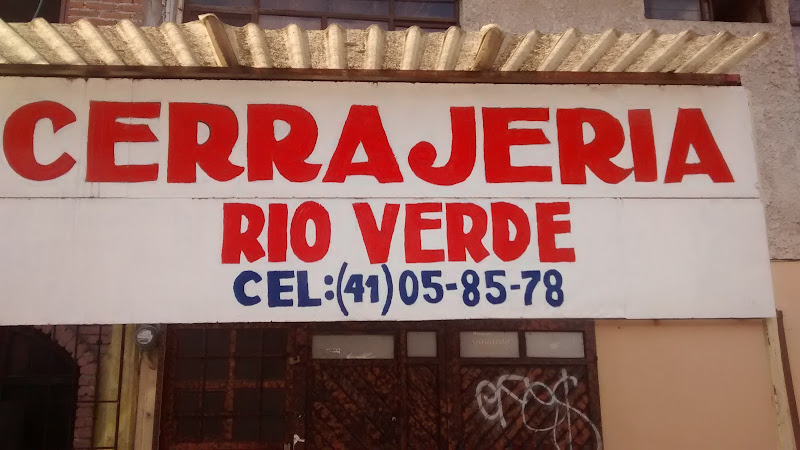 CERRAJERIA
RIO VERDE
CEL:(41)05-85-78